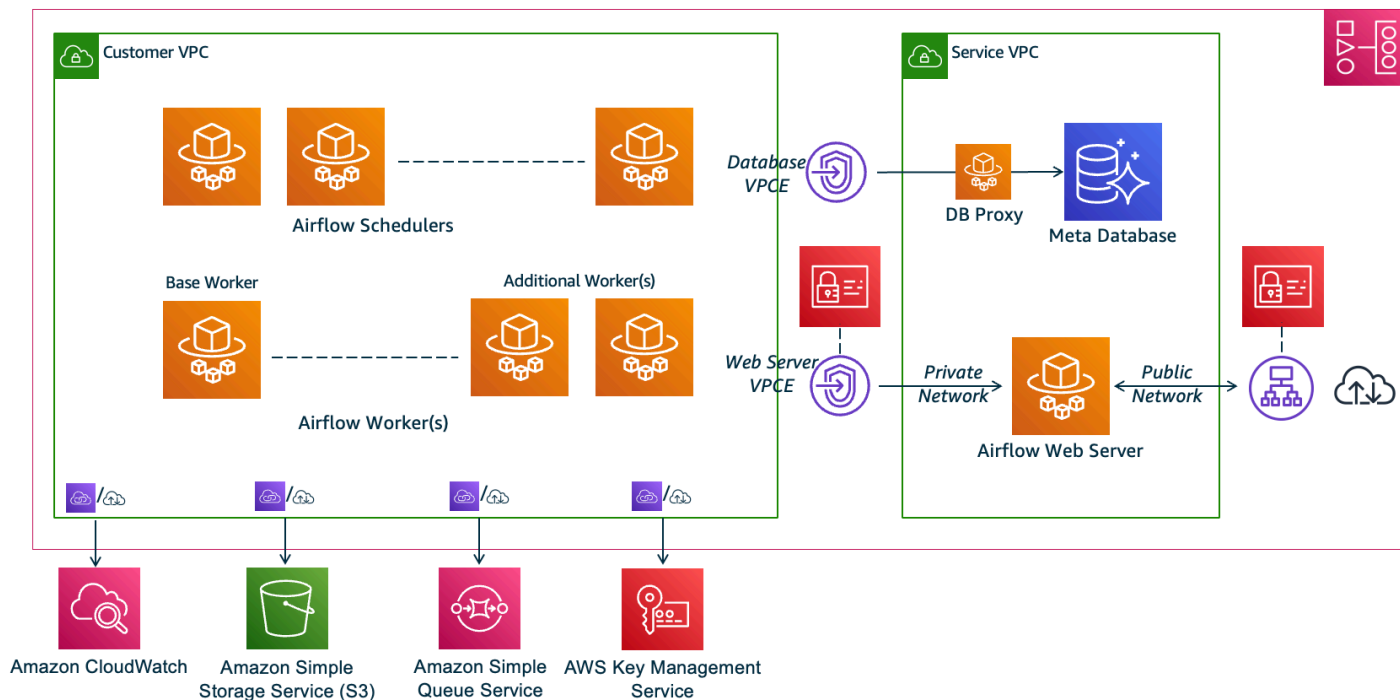 Customer VPC
Service VPC
Airflow Schedulers
Database
VPCE
DB Proxy
Meta Database
Base Worker
Additional Worker(s)
Airflow Worker(s)
Web Server
VPCE
Private
Network
Public
Network
Airflow Web Server
/
/
/
/
Amazon CloudWatch
Amazon Simple
Storage Service (S3)
Amazon Simple
Queue Service
AWS Key Management
Service